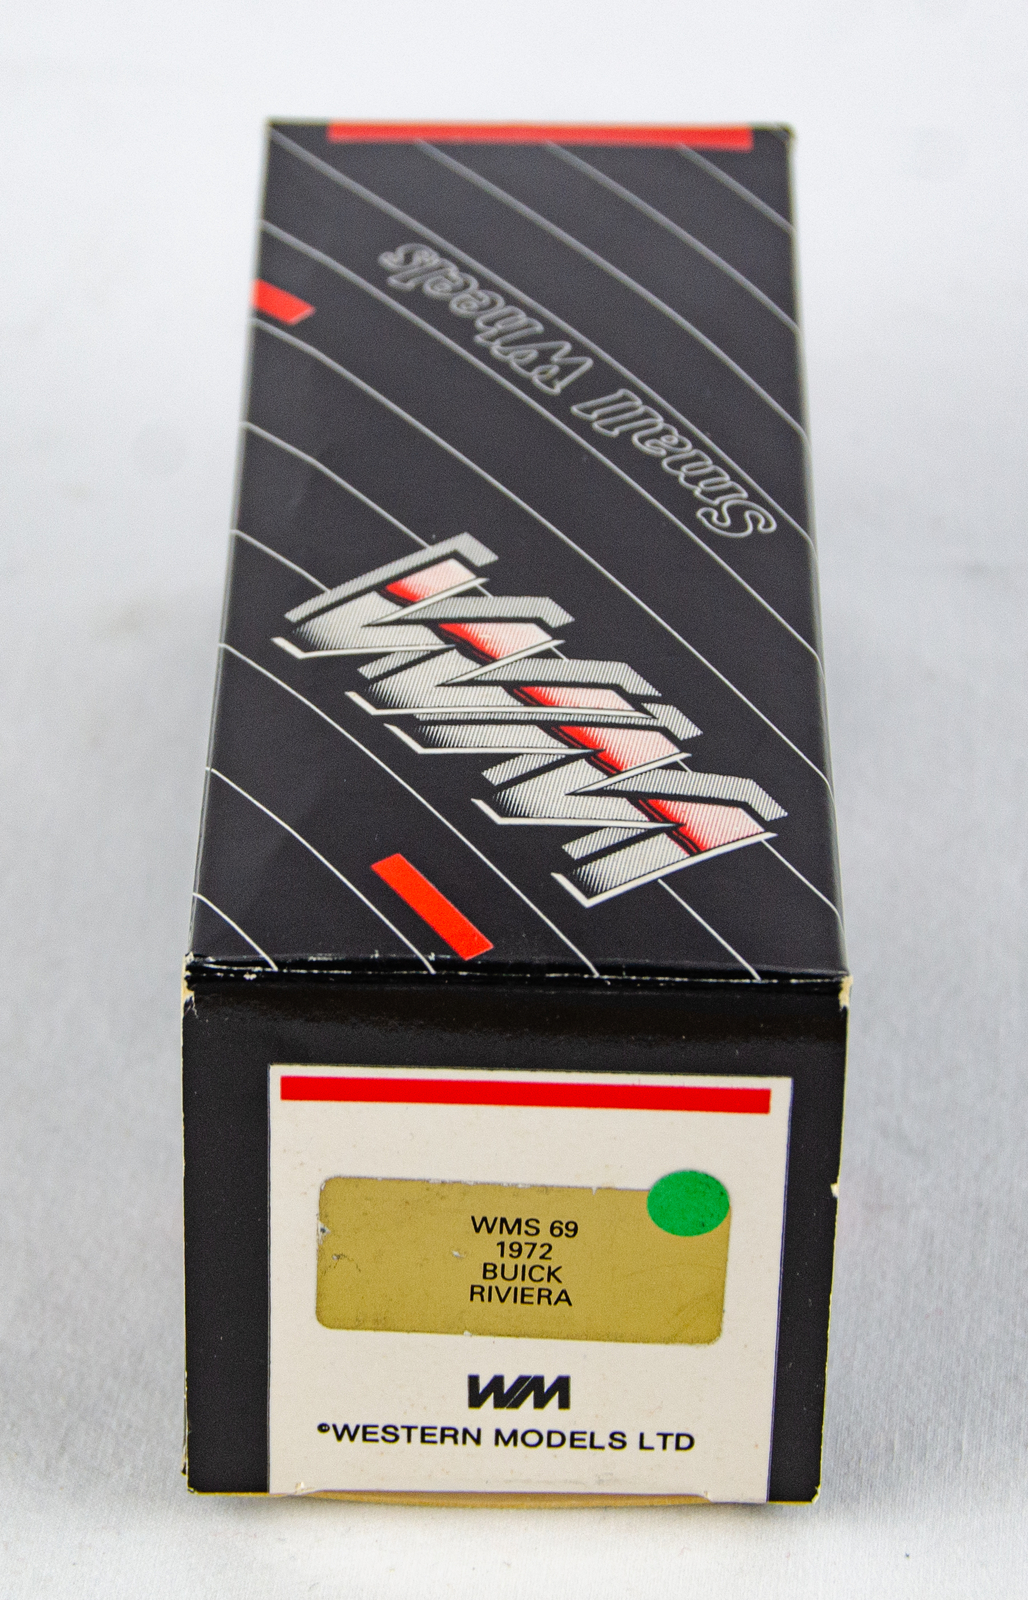 Small Wheels
WM
WMS 69
1972
BUICK
RIVIERA
WM
©WESTERN MODELS LTD